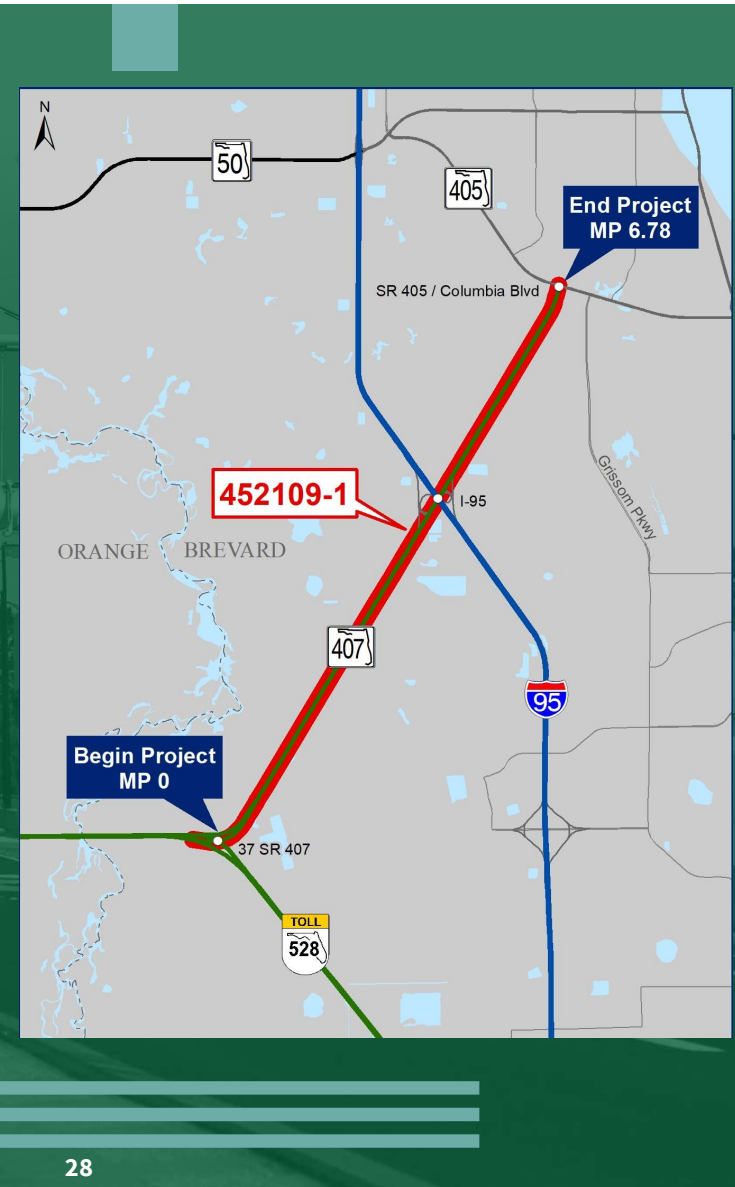 N
50
405
End Project
MP 6.78
SR 405 / Columbia Blvd
452109-1
I-95
Grissom Pkwy
ORANGE
BREVARD
407
95
Begin Project
MP 0
37 SR 407
TOLL
528
28